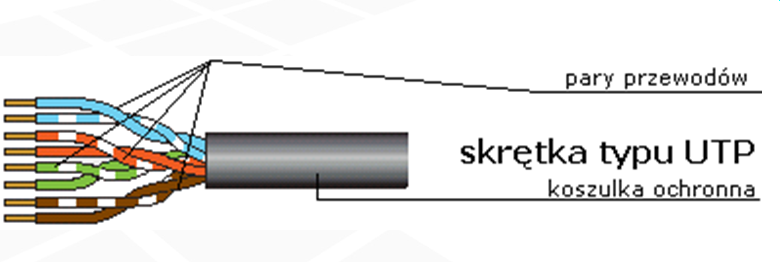 pary przewodów
skrętka typu UTP
koszulka ochronna